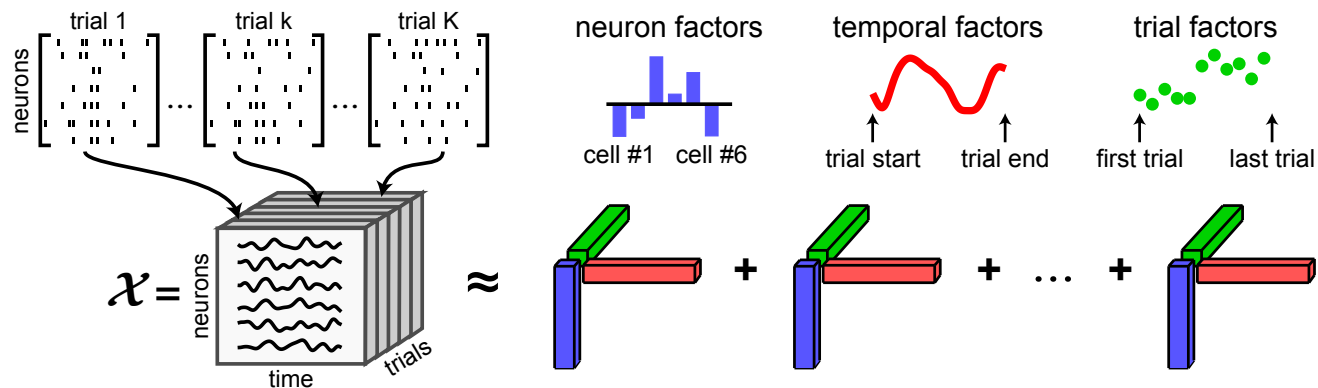 trial 1
trial k
trial K
neurons
... ...
neuron factors
cell #1
cell #6
temporal factors
trial start
trial end
trial factors
first trial
last trial
𝒳 =
neurons
time
trials
≈ + + ... +